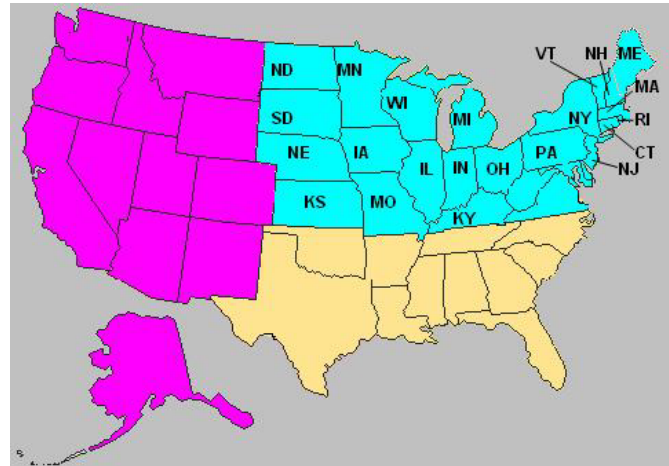 VT NH ME
ND MN
MA
WI
SD MI NY RI
NE IA PA CT
IL IN OH NJ
KS MO
KY